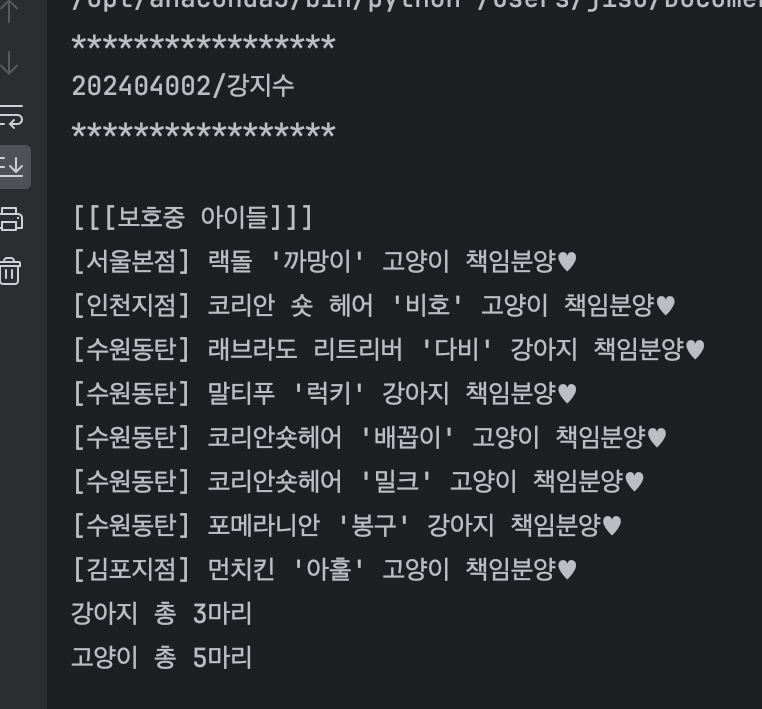 /opt/anaconda3/bin/python /Users/jisu/Docume
*****************
202404002/강지수
*****************
[[[보호중 아이들]]]
[서울본점] 랙돌 '까망이' 고양이 책임분양♥
[인천지점] 코리안 숏 헤어 '비호' 고양이 책임분양♥
[수원동탄] 래브라도 리트리버 '다비' 강아지 책임분양♥
[수원동탄] 말티푸 '럭키' 강아지 책임분양♥
[수원동탄] 코리안숏헤어 '배꼽이' 고양이 책임분양♥
[수원동탄] 코리안숏헤어 '밀크' 고양이 책임분양♥
[수원동탄] 포메라니안 '봉구' 강아지 책임분양♥
[김포지점] 먼치킨 '아훌' 고양이 책임분양♥
강아지 총 3마리
고양이 총 5마리